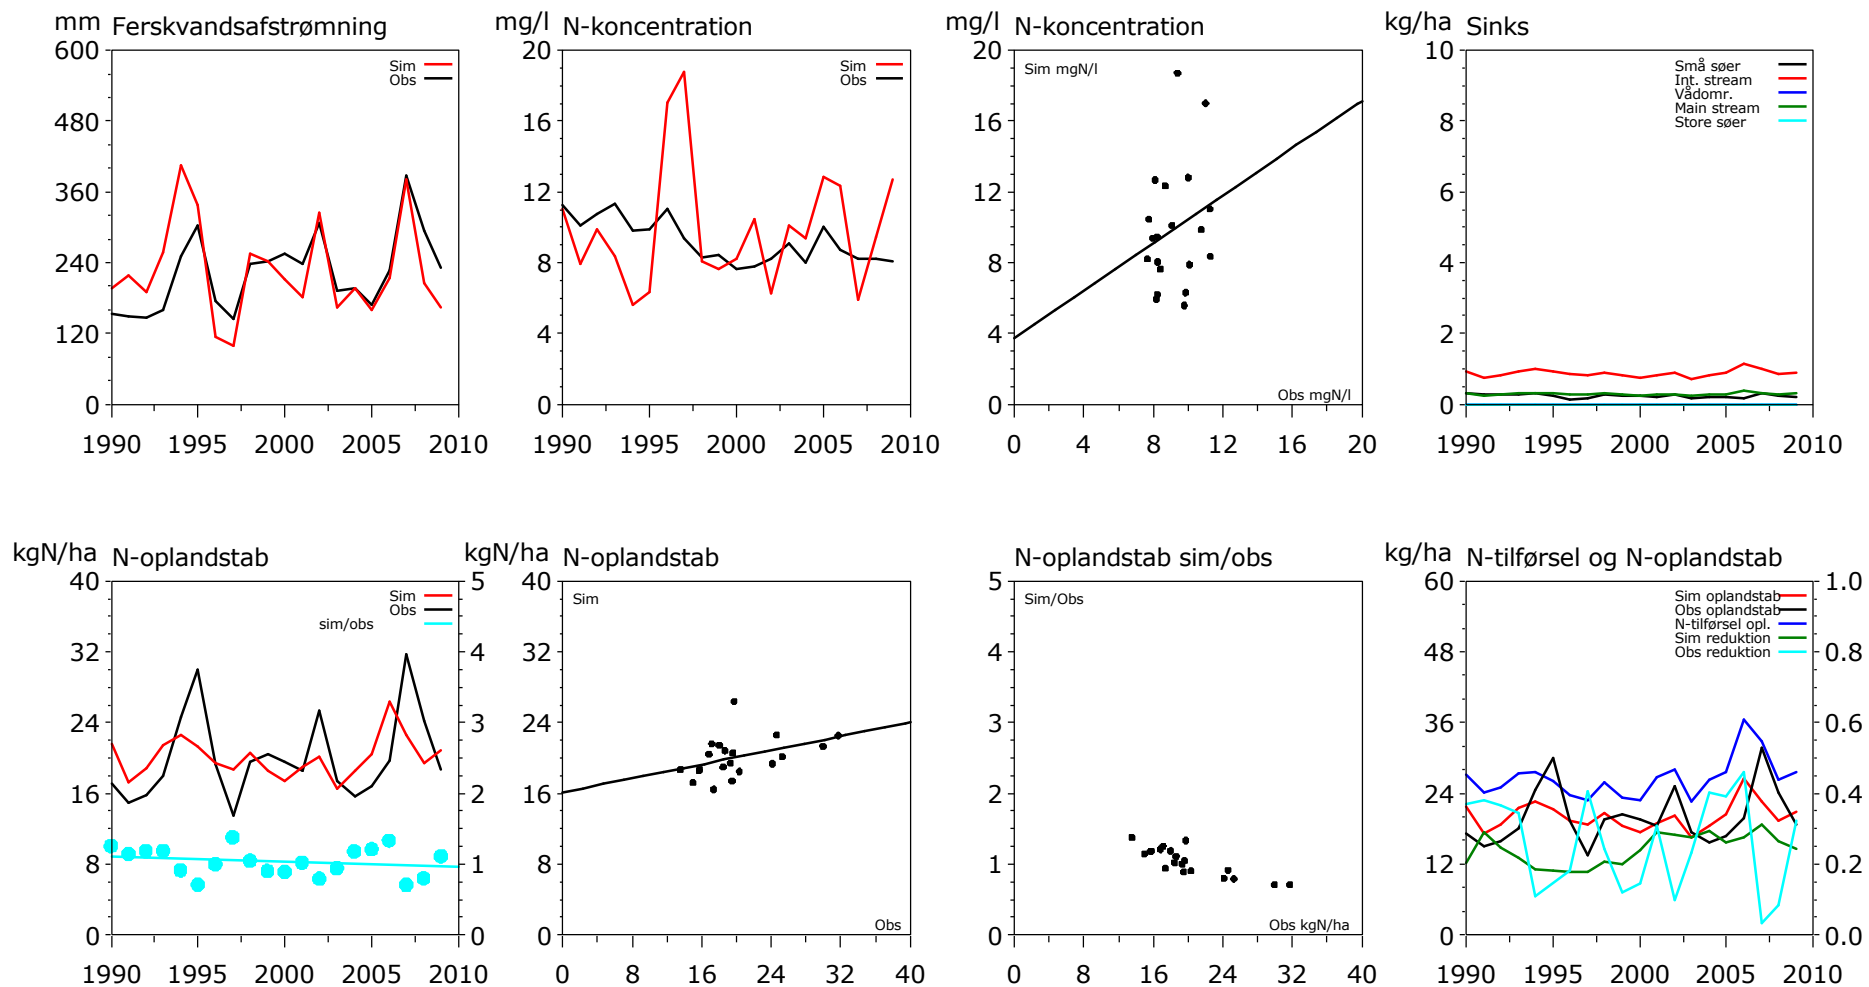 mm Ferskvandsafstrømning
600
480
360
240
120
0
Sim
Obs
1990 1995 2000 2005 2010
mg/l N-koncentration
20
16
12
8
4
0
Sim
Obs
1990 1995 2000 2005 2010
mg/l N-koncentration
20
16
12
8
4
0
Sim mgN/l
Obs mgN/l
0 4 8 12 16 20
kg/ha Sinks
10
8
6
4
2
0
Små søer
Int. stream
Vådomr.
Main stream
Store søer
1990 1995 2000 2005 2010
kgN/ha N-oplandstab
40
32
24
16
8
0
Sim
Obs
sim/obs
5
4
3
2
1
0
1990 1995 2000 2005 2010
kgN/ha N-oplandstab
40
32
24
16
8
0
Sim
Obs
0 8 16 24 32 40
N-oplandstab sim/obs
5
4
3
2
1
0
Sim/Obs
Obs kgN/ha
0 8 16 24 32 40
kg/ha N-tilførsel og N-oplandstab
60
48
36
24
12
0
Sim oplandstab
Obs oplandstab
N-tilførsel opl.
Sim reduktion
Obs reduktion
1.0
0.8
0.6
0.4
0.2
0.0
1990 1995 2000 2005 2010